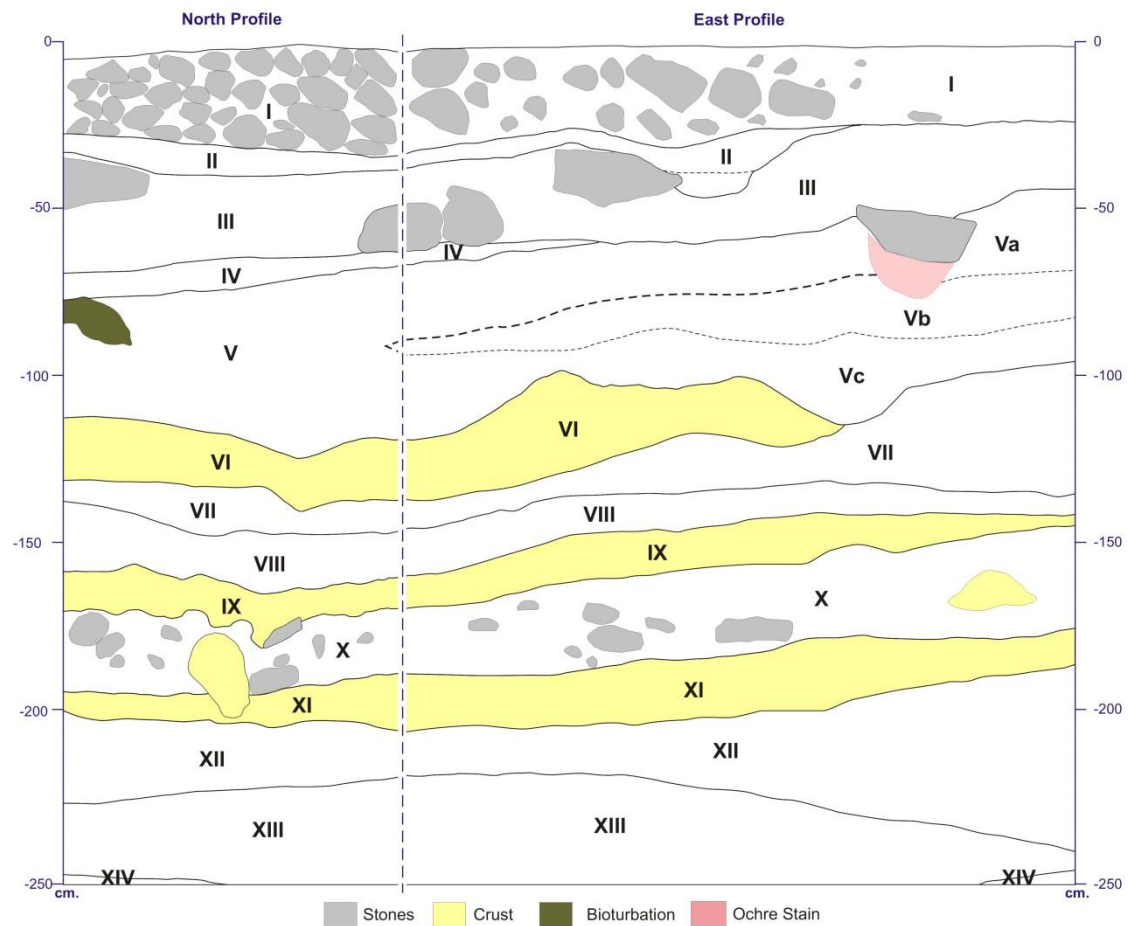 North Profile East Profile
0 0
I
I
II
II
III
-50 -50
III
Va
IV
IV
Vb
V
Vc
-100 -100
VI
VI
VII
VII
VIII
-150 -150
IX
VIII
X
IX
X
XI
XI
-200 -200
XII
XII
XIII
XIII
XIV XIV
-250 -250
cm. cm.
Stones Crust Bioturbation Ochre Stain